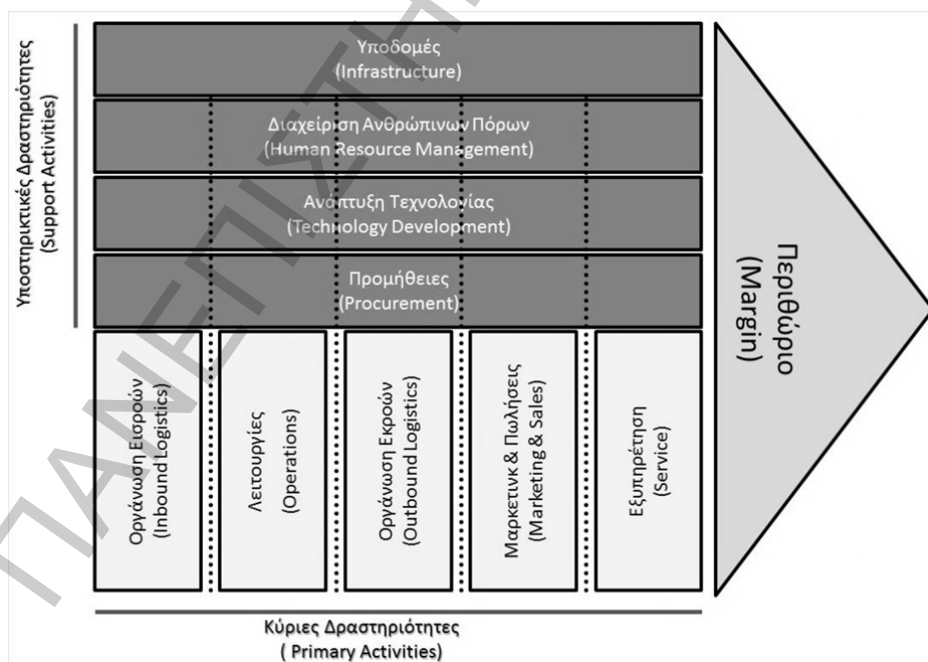 Υποστηρικτικές Δραστηριότητες
(Support Activities)
Υποδομές
(Infrastructure)
Διαχείριση Ανθρώπινων Πόρων
(Human Resource Management)
Ανάπτυξη Τεχνολογίας
(Technology Development)
Προμήθειες
(Procurement)
Οργάνωση Εισροών
(Inbound Logistics)
Λειτουργίες
(Operations)
Οργάνωση Εκροών
(Outbound Logistics)
Μαρκετινκ & Πωλήσεις
(Marketing & Sales)
Εξυπηρέτηση
(Service)
Περιθώριο
(Margin)
Κύριες Δραστηριότητες
( Primary Activities)
ΠΑΝΕΠΙΣΤΗ